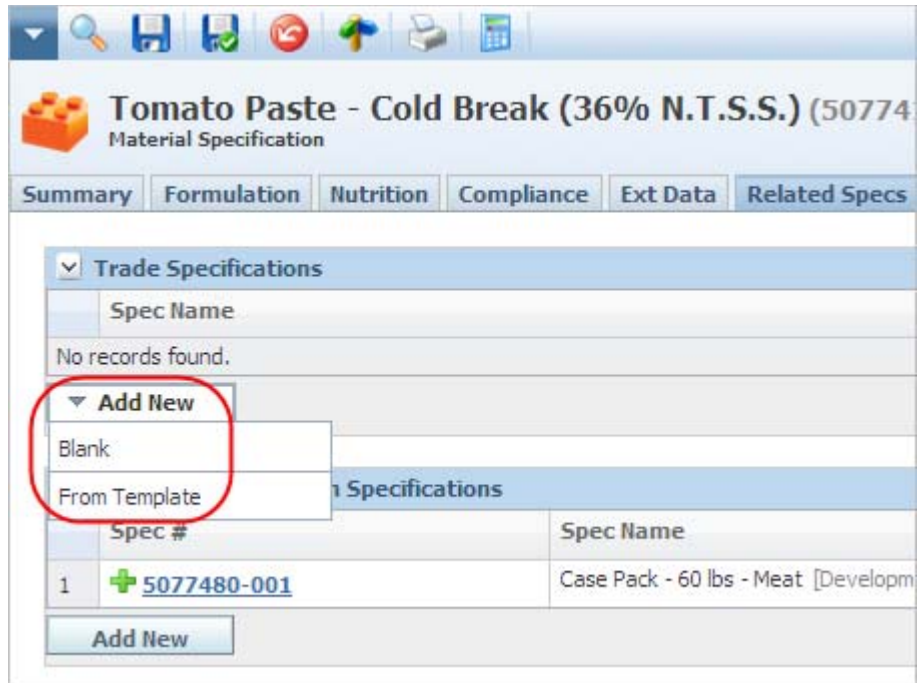 Tomato Paste - Cold Break (36% N.T.S.S.) (50774
Material Specification
Summary Formulation Nutrition Compliance Ext Data Related Specs
Trade Specifications
Spec Name
No records found.
Add New
Blank
From Template
Specifications
Spec # Spec Name
1 5077480-001 Case Pack - 60 lbs - Meat [Developm
Add New